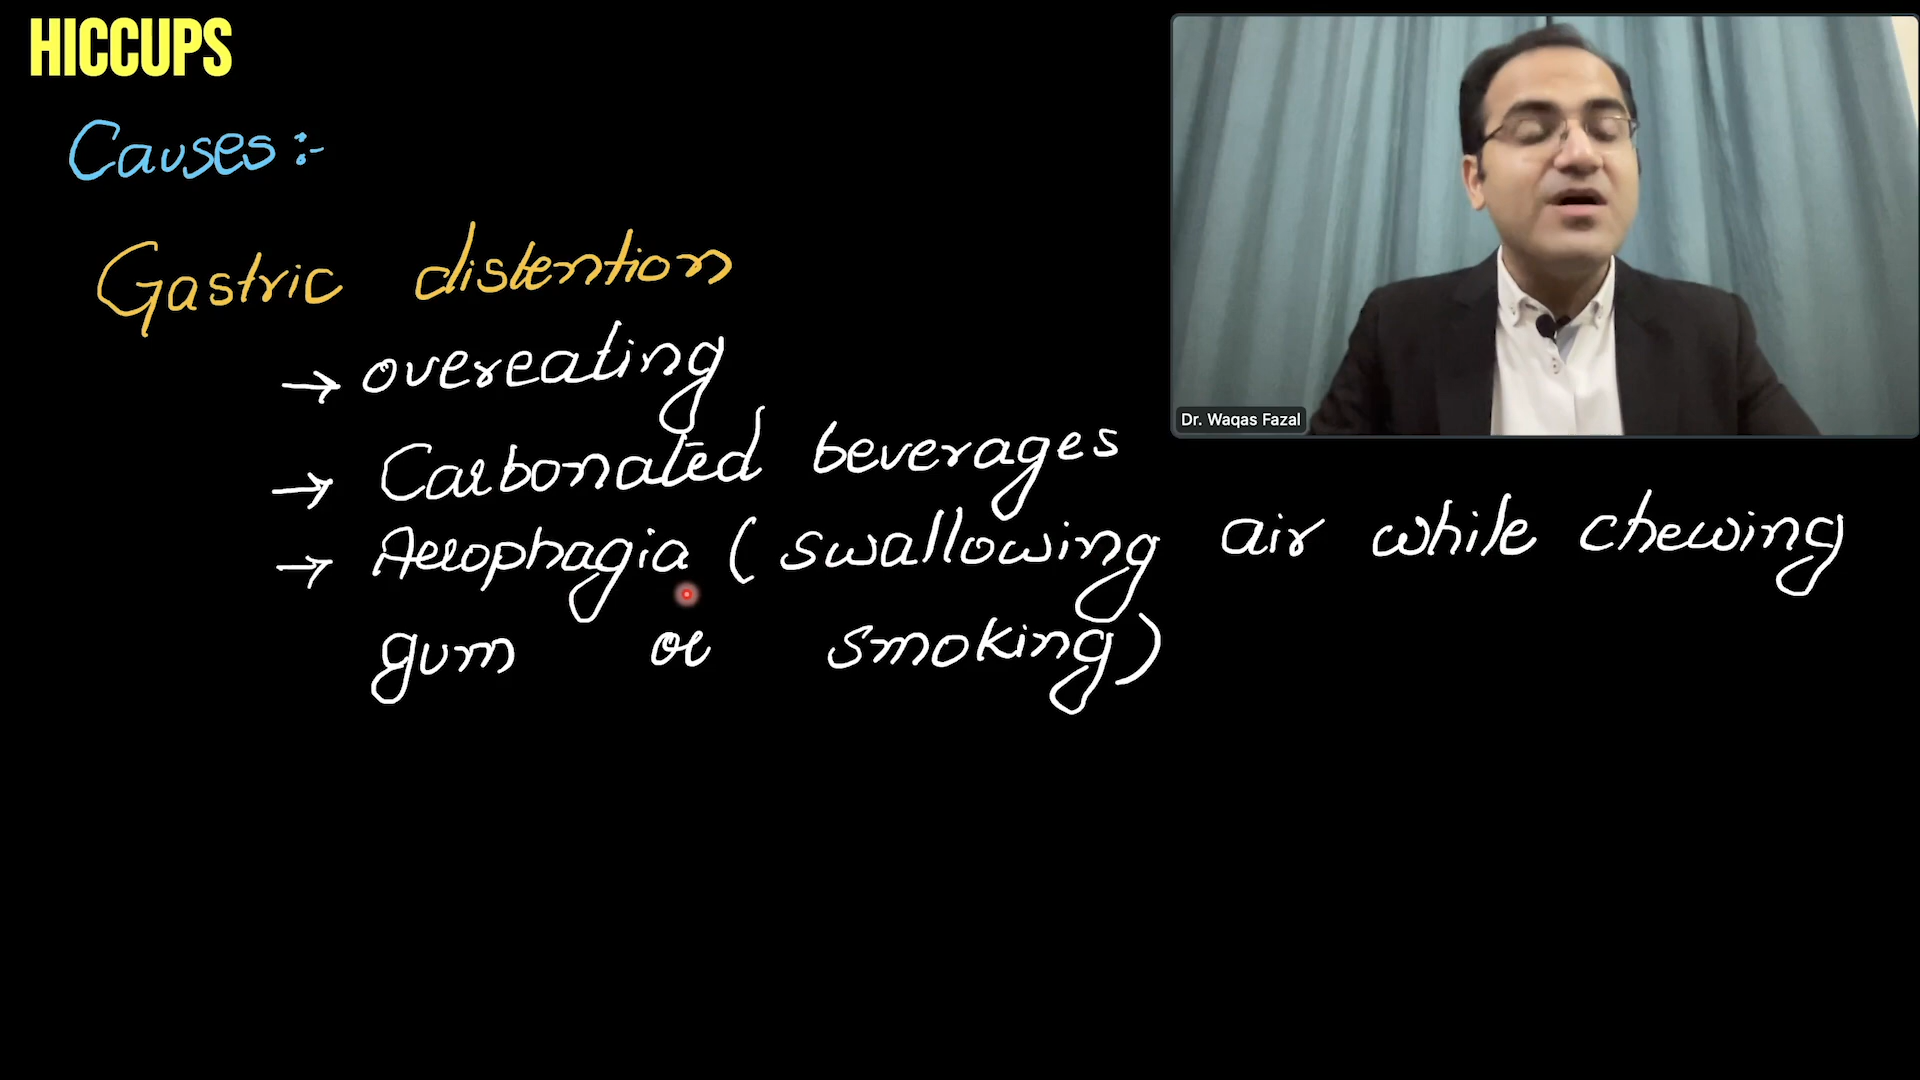 HICCUPS
Causes :-
Gastric distention
→ overeating
→ Carbonated beverages
→ Aerophagia ( swallowing air while chewing
gum or smoking)
Dr. Waqas Fazal